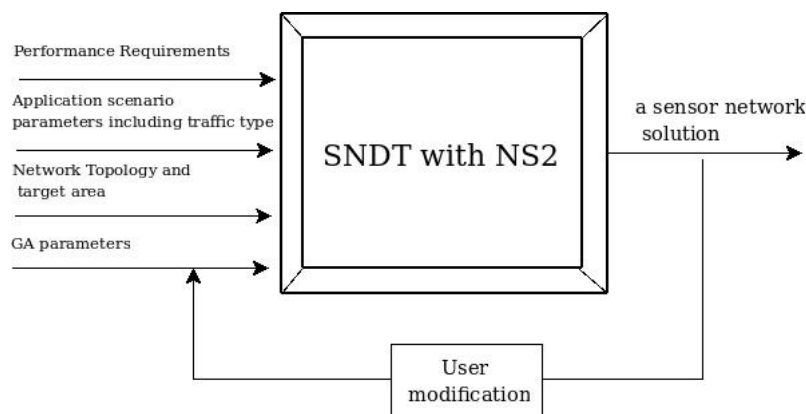 Performance Requirements
Application scenario
parameters including traffic type
Network Topology and
target area
GA parameters
SNDT with NS2
a sensor network
solution
User
modification